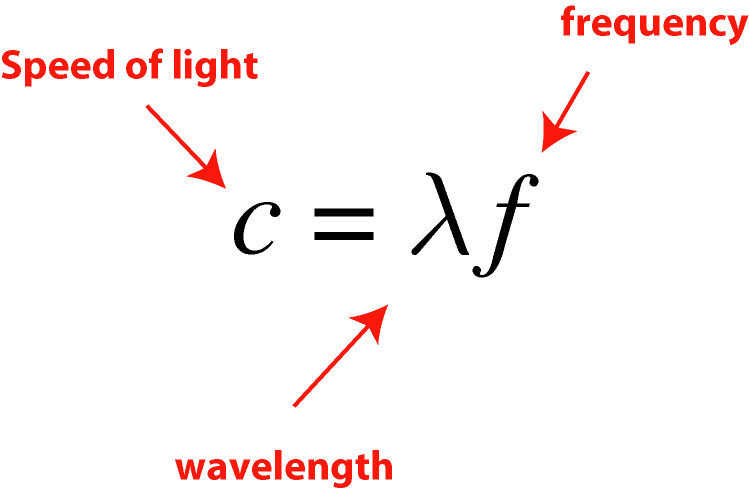 frequency
Speed of light
c = λf
wavelength